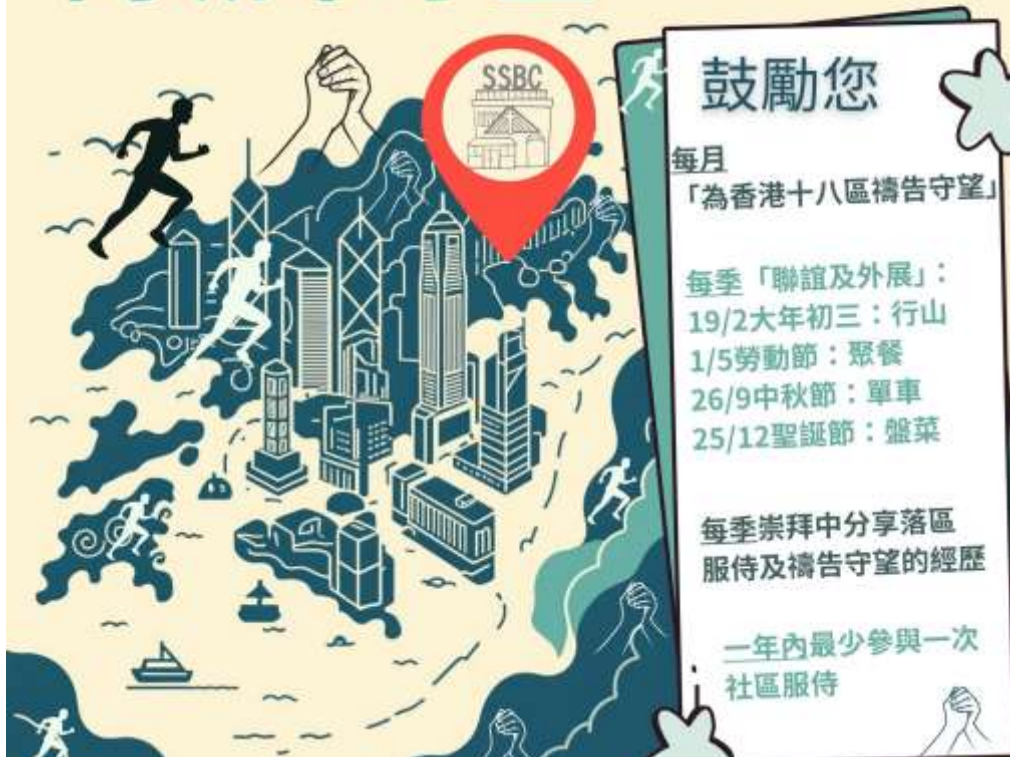 SSBC
鼓勵您
每月
「為香港十八區禱告守望」
每季「聯誼及外展」：
19/2大年初三：行山
1/5勞動節：聚餐
26/9中秋節：單車
25/12聖誕節：盤菜
每季崇拜中分享落區
服侍及禱告守望的經歷
一年內最少參與一次
社區服侍